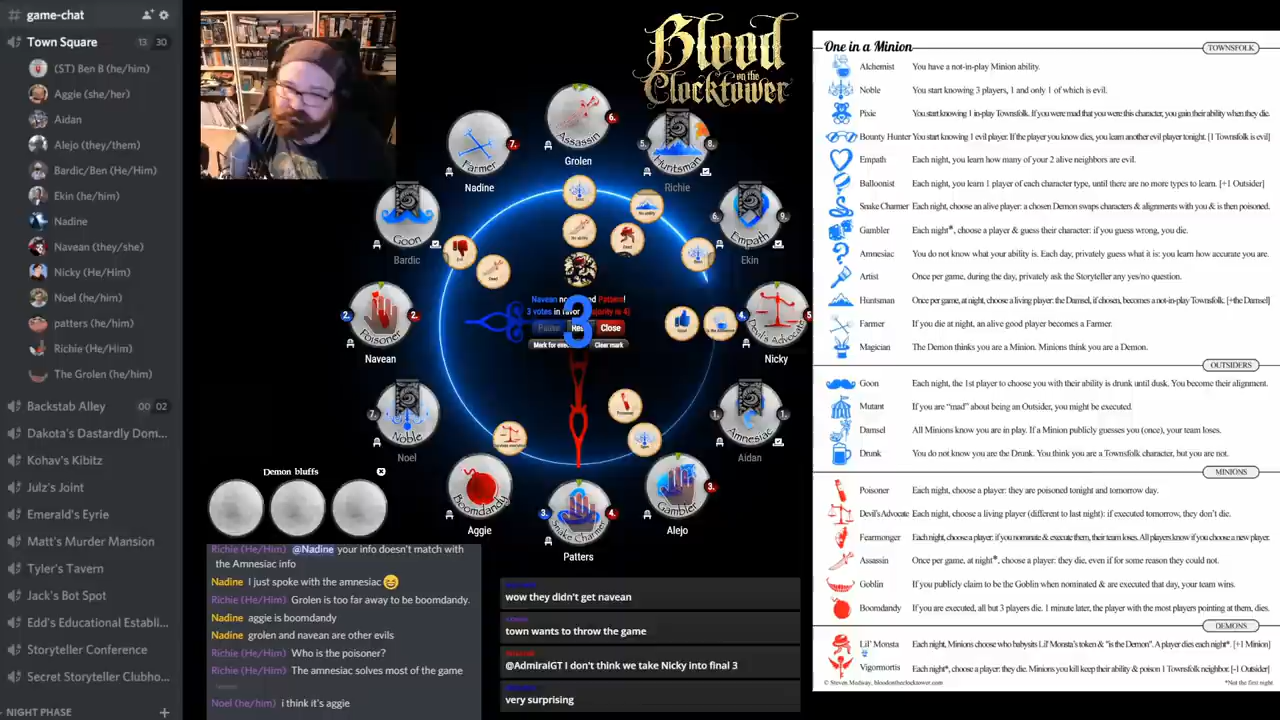 game-chat
Town Square 13 30
(ST) Ben B (he/him)
Aggie (she/her)
Aidan
Alejo (hey/him)
Bardic/Ben (He/Him)
Ekin (he/him)
Nadine
Navean (they/she)
Nicky (He/Him)
Noel (he/him)
patters (he/him)
Richie (He/Him)
The Grolen (he/him)
Backstab Alley 00 02
Dakota's Dastardly Dom...
Kohav's Kibitz
Julz's Joint
Emerald's Eyrie
Matt's Murder Mansion
Tyler's Tavern
Jack's Spot
Edd's Educational Establi...
Storyteller Conference
Secret Sarah's Set Culbho...
NIGHT PHASE
Blood
on the
Clocktower
Assassin
6.
Grolen
Farmer
7.
Nadine
5.
Huntsman
8.
Richie
Goon
Bardic
6.
Empath
9.
Ekin
2.
Poisoner
2.
Navean
Devil's Advocate
5
Nicky
7.
Noble
Noel
1.
Amnesiac
1.
Aidan
Boomdandy
Aggie
3.
Snake Charmer
4.
Patters
Gambler
3.
Alejo
Navean
Patters!
3 votes in favor
3
Close
Clear mark
Demon bluffs
Richie (He/Him) @Nadine your info doesn't match with
the Amnesiac info
Nadine I just spoke with the amnesiac
Richie (He/Him) Grolen is too far away to be boomdandy.
Nadine aggie is boomdandy
Nadine grolen and navean are other evils
Richie (He/Him) Who is the poisoner?
Richie (He/Him) The amnesiac solves most of the
game
Noel (he/him) i think it's aggie
wow they didn't get navean
town wants to throw the game
@AdmiralGT I don't think we take Nicky into final 3
very surprising
One in a Minion
TOWNSFOLK
Alchemist You have a not-in-play Minion ability.
Noble You start knowing 3 players, 1 and only 1 of which is evil.
Pixie You start knowing 1 in-play Townsfolk. If you were mad that you were this character, you gain their ability when they die.
Bounty Hunter You start knowing 1 evil player. If the player you know dies, you learn another evil player tonight. [1 Townsfolk is evil]
Empath Each night, you learn how many of your 2 alive neighbors are evil.
Balloonist Each night, you learn 1 player of each character type, until there are no more types to learn. [+1 Outsider]
Snake Charmer Each night, choose an alive player: a chosen Demon swaps characters & alignments with you & is then poisoned.
Gambler Each night*, choose a player & guess their character: if you guess wrong, you die.
Amnesiac You do not know what your ability is. Each day, privately guess what it is: you learn how accurate you are.
Artist Once per game, during the day, privately ask the Storyteller any yes/no question.
Huntsman Once per game, at night, choose a living player: the Damsel, if chosen, becomes a not-in-play Townsfolk. [+the Damsel]
Farmer If you die at night, an alive good player becomes a Farmer.
Magician The Demon thinks you are a Minion. Minions think you are a Demon.
OUTSIDERS
Goon Each night, the 1st player to choose you with their ability is drunk until dusk. You become their alignment.
Mutant If you are "mad" about being an Outsider, you might be executed.
Damsel All Minions know you are in play. If a Minion publicly guesses you (once), your team loses.
Drunk You do not know you are the Drunk. You think you are a Townsfolk character, but you are not.
MINIONS
Poisoner Each night, choose a player: they are poisoned tonight and tomorrow day.
Devil's Advocate Each night, choose a living player (different to last night): if executed tomorrow, they don't die.
Fearmonger Each night, choose a player: if you nominate & execute them, their team loses. All players know if you choose a new player.
Assassin Once per game, at night*, choose a player: they die, even if for some reason they could not.
Goblin If you publicly claim to be the Goblin when nominated & are executed that day, your team wins.
Boomdandy If you are executed, all but 3 players die. 1 minute later, the player with the most players pointing at them, dies.
DEMONS
Lil' Monsta Each night, Minions choose who babysits Lil' Monsta's token & "is the Demon". A player dies each night*. [+1 Minion]
Vigormortis Each night*, choose a player: they die. Minions you kill keep their ability & poison 1 Townsfolk neighbor. [-1 Outsider]
© Steven Medway, bloodontheclocktower.com
*Not the first night